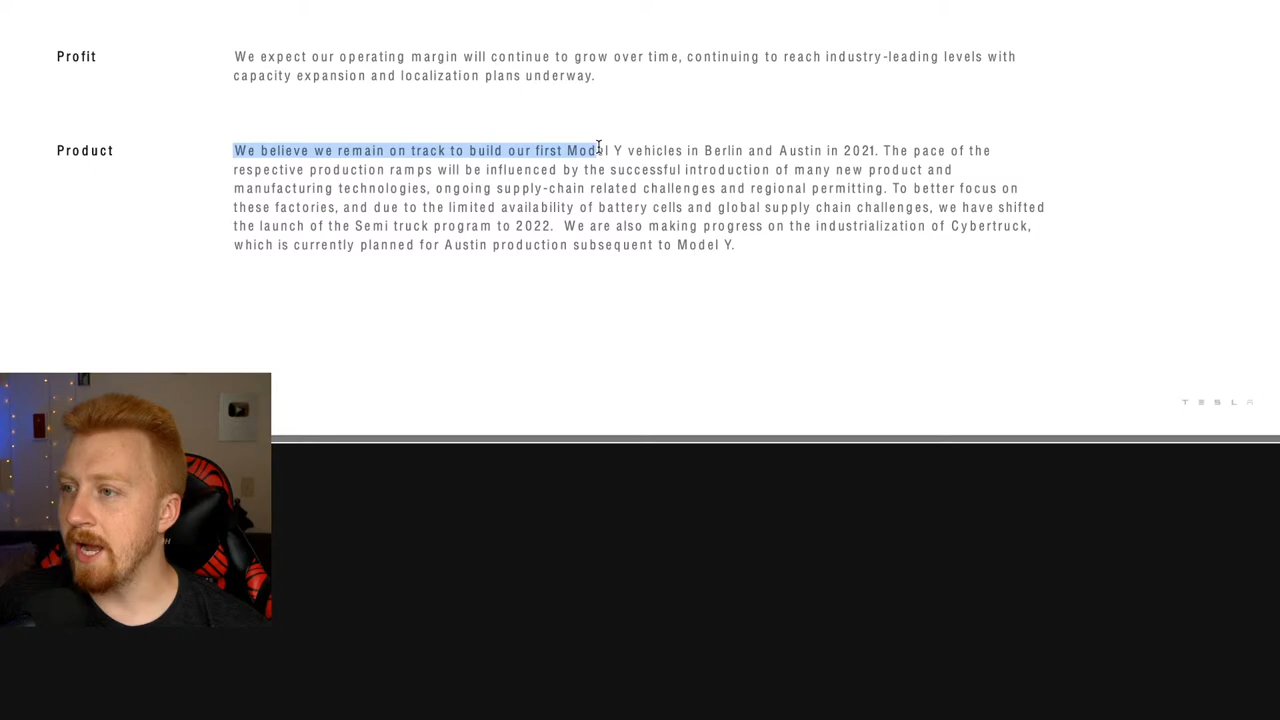 Profit
We expect our operating margin will continue to grow over time, continuing to reach industry-leading levels with
capacity expansion and localization plans underway.
Product
We believe we remain on track to build our first Model Y vehicles in Berlin and Austin in 2021. The pace of the
respective production ramps will be influenced by the successful introduction of many new product and
manufacturing technologies, ongoing supply-chain related challenges and regional permitting. To better focus on
these factories, and due to the limited availability of battery cells and global supply chain challenges, we have shifted
the launch of the Semi truck program to 2022.  We are also making progress on the industrialization of Cybertruck,
which is currently planned for Austin production subsequent to Model Y.
TESLA